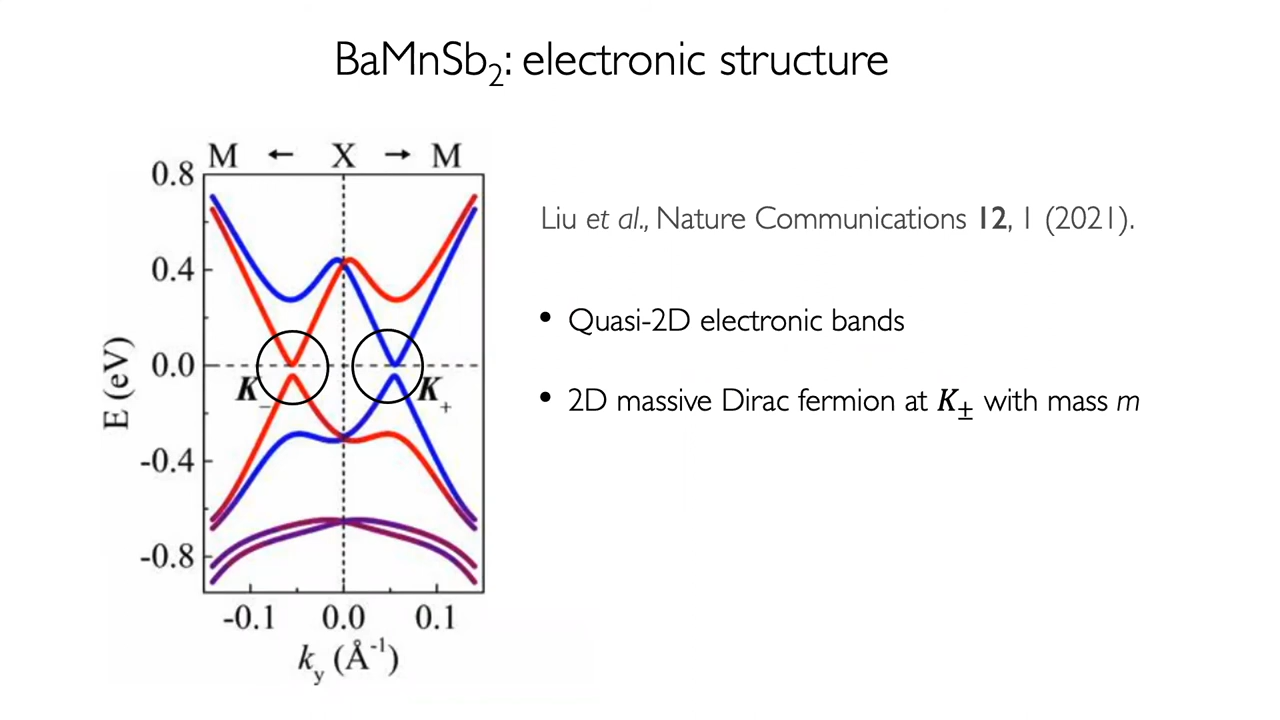 BaMnSb₂: electronic structure
M ← X → M
0.8
0.4
0.0
-0.4
-0.8
E (eV)
K₋
K₊
-0.1 0.0 0.1
k_y (Å⁻¹)
Liu et al., Nature Communications 12, 1 (2021).
• Quasi-2D electronic bands
• 2D massive Dirac fermion at K± with mass m